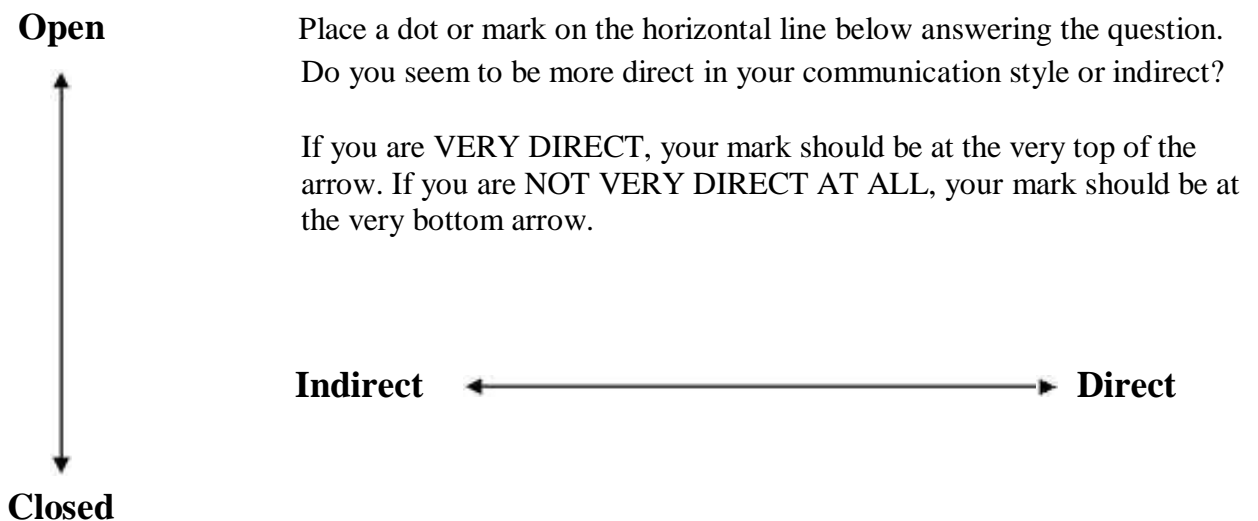 Open
Place a dot or mark on the horizontal line below answering the question.
Do you seem to be more direct in your communication style or indirect?
If you are VERY DIRECT, your mark should be at the very top of the
arrow. If you are NOT VERY DIRECT AT ALL, your mark should be at
the very bottom arrow.
Indirect Direct
Closed